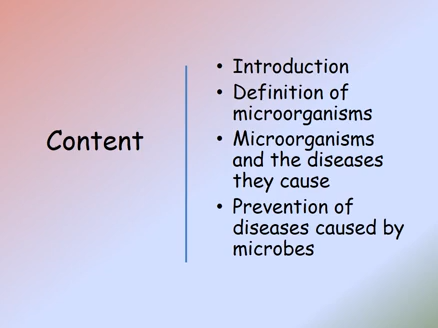 Content
• Introduction
• Definition of
microorganisms
• Microorganisms
and the diseases
they cause
• Prevention of
diseases caused by
microbes